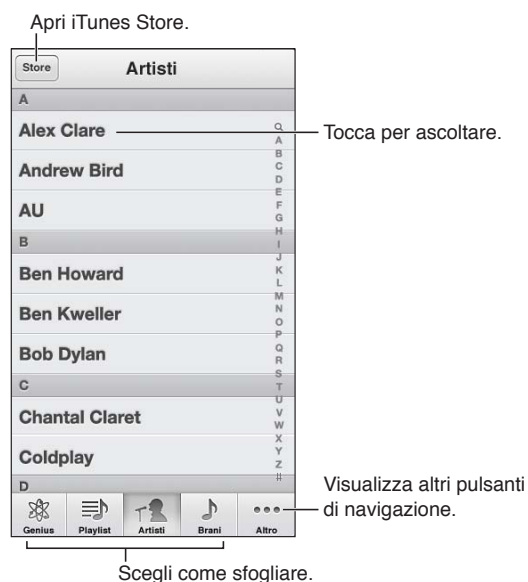 Apri iTunes Store.
Store
Artisti
A
Alex Clare
Tocca per ascoltare.
Andrew Bird
AU
B
Ben Howard
Ben Kweller
Bob Dylan
C
Chantal Claret
Coldplay
D
A
B
C
D
E
F
G
H
I
J
K
L
M
N
O
P
Q
R
S
T
U
V
W
X
Y
Z
#
Visualizza altri pulsanti
di navigazione.
Genius
Playlist
Artisti
Brani
Altro
Scegli come sfogliare.